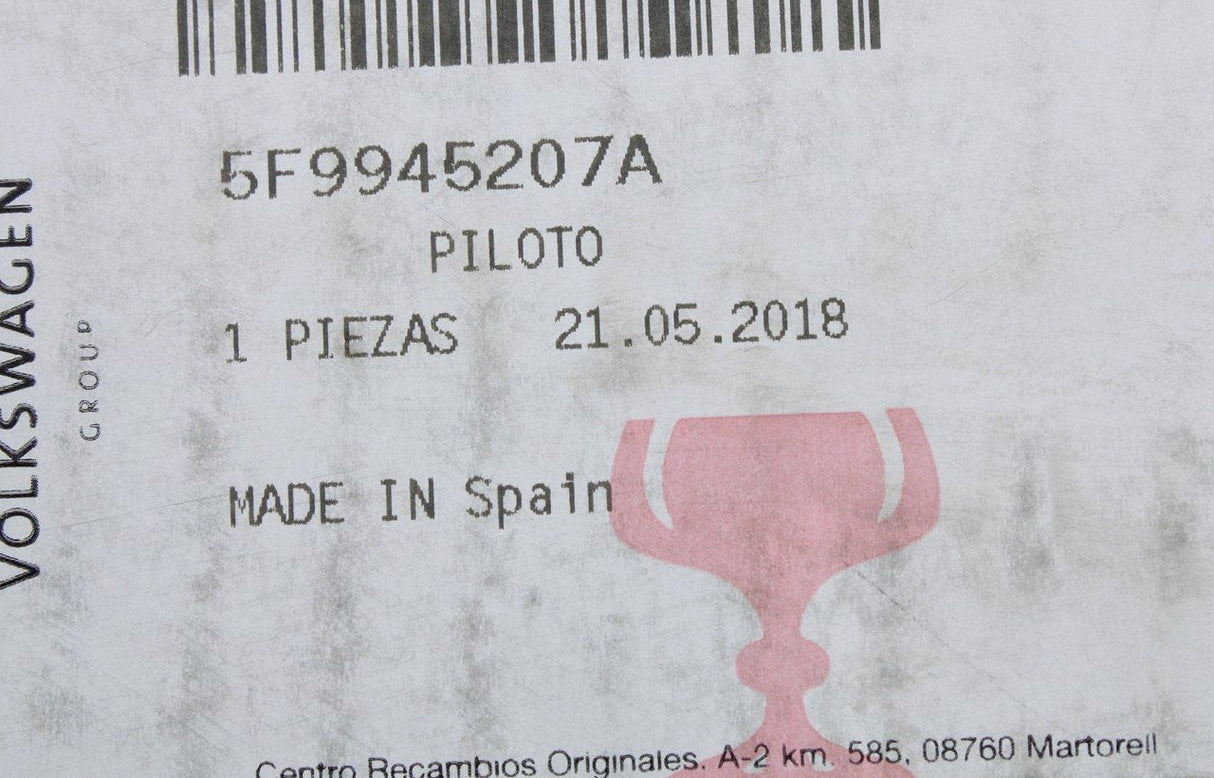 5F9945207A
PILOTO
1 PIEZAS 21.05.2018
MADE IN Spain
VOLKSWAGEN
GROUP
Centro Recambios Originales. A-2 km. 585, 08760 Martorell